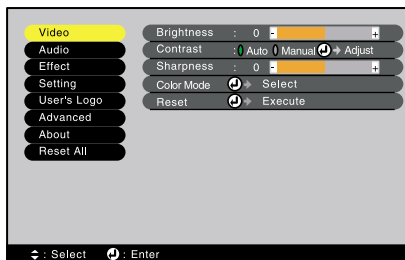 Video
Audio
Effect
Setting
User's Logo
Advanced
About
Reset All
Brightness : 0 - +
Contrast : Auto Manual Adjust
Sharpness : 0 - +
Color Mode Select
Reset Execute
: Select : Enter